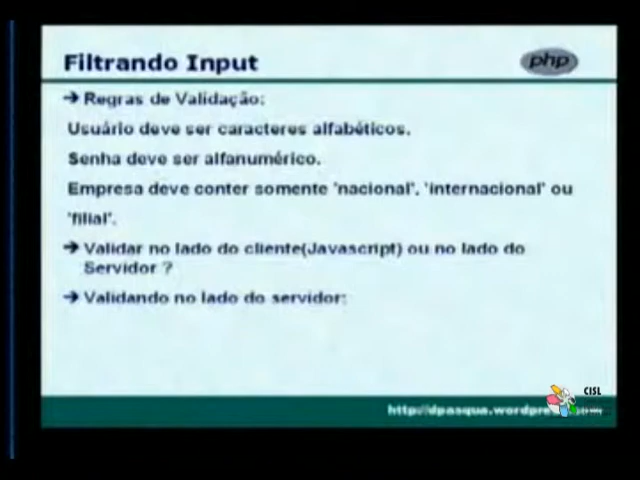 Filtrando Input
php
→ Regras de Validação:
Usuário deve ser caracteres alfabéticos.
Senha deve ser alfanumérico.
Empresa deve conter somente 'nacional', 'internacional' ou
'filial'.
→ Validar no lado do cliente(Javascript) ou no lado do
Servidor ?
→ Validando no lado do servidor:
CISL